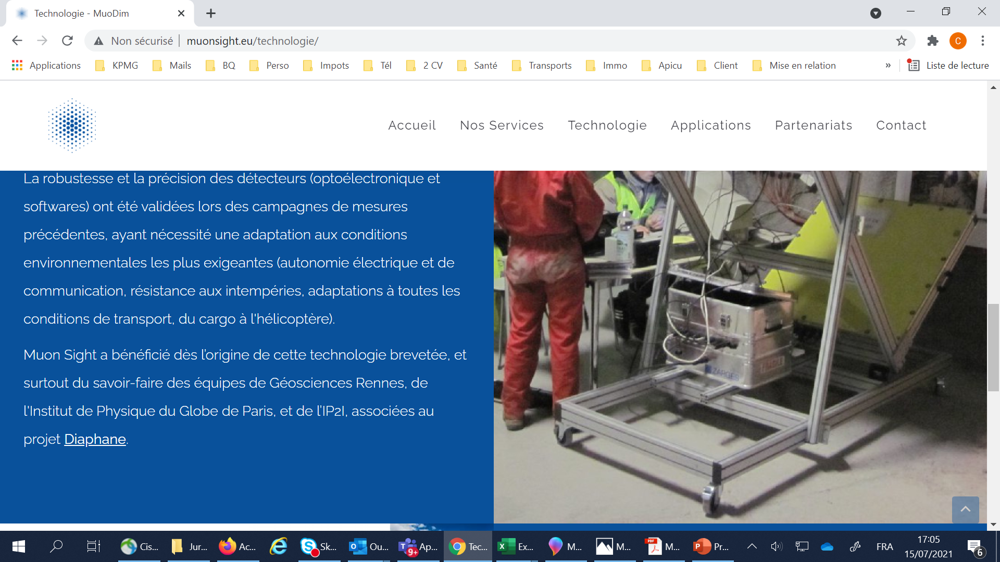 Technologie - MuoDim
Non sécurisé
muonsight.eu/technologie/
C
Applications KPMG Mails BQ Perso Impots Tél 2 CV Santé Transports Immo Apicu Client Mise en relation » Liste de lecture
Accueil Nos Services Technologie Applications Partenariats Contact
La robustesse et la précision des détecteurs (optoélectronique et
softwares) ont été validées lors des campagnes de mesures
précédentes, ayant nécessité une adaptation aux conditions
environnementales les plus exigeantes (autonomie électrique et de
communication, résistance aux intempéries, adaptations à toutes les
conditions de transport, du cargo à l'hélicoptère).
Muon Sight a bénéficié dès l’origine de cette technologie brevetée, et
surtout du savoir-faire des équipes de Géosciences Rennes, de
l'Institut de Physique du Globe de Paris, et de l’IP2I, associées au
projet Diaphane.
ZARGES
FRAGILE
Cis... Jur... Ac... Sk... Ou... 9+ Ap... Tec... Ex... M... M... PDF M... Pr... FRA
17:05
15/07/2021
6